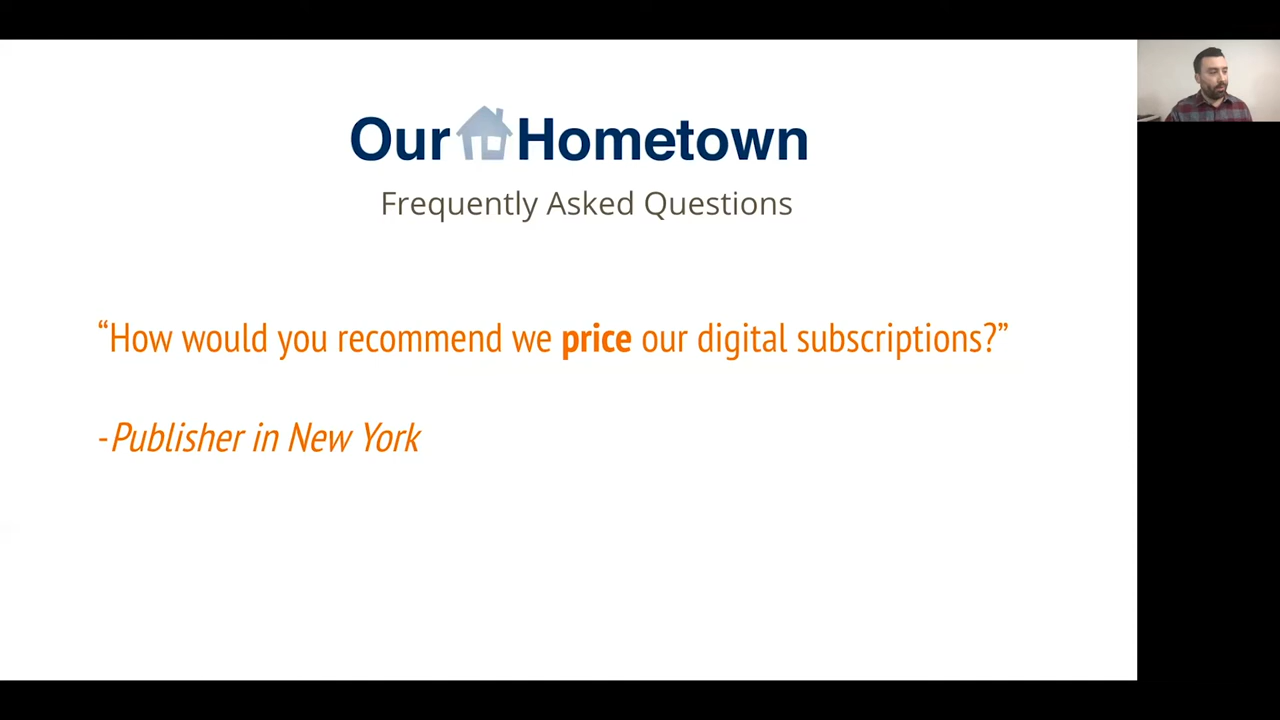 Our Hometown
Frequently Asked Questions
“How would you recommend we price our digital subscriptions?”
-Publisher in New York